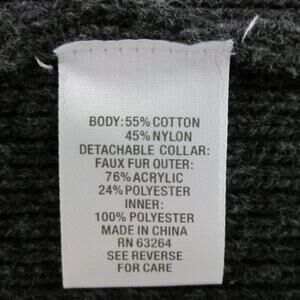 BODY: 55% COTTON
45% NYLON
DETACHABLE COLLAR:
FAUX FUR OUTER:
76% ACRYLIC
24% POLYESTER
INNER:
100% POLYESTER
MADE IN CHINA
RN 63264
SEE REVERSE
FOR CARE